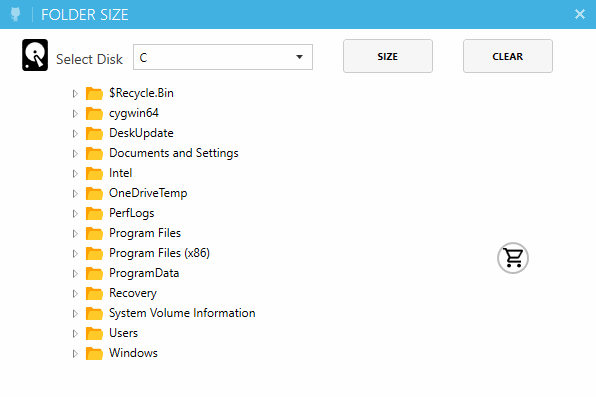 FOLDER SIZE
Select Disk
C
SIZE
CLEAR
$Recycle.Bin
cygwin64
DeskUpdate
Documents and Settings
Intel
OneDriveTemp
PerfLogs
Program Files
Program Files (x86)
ProgramData
Recovery
System Volume Information
Users
Windows